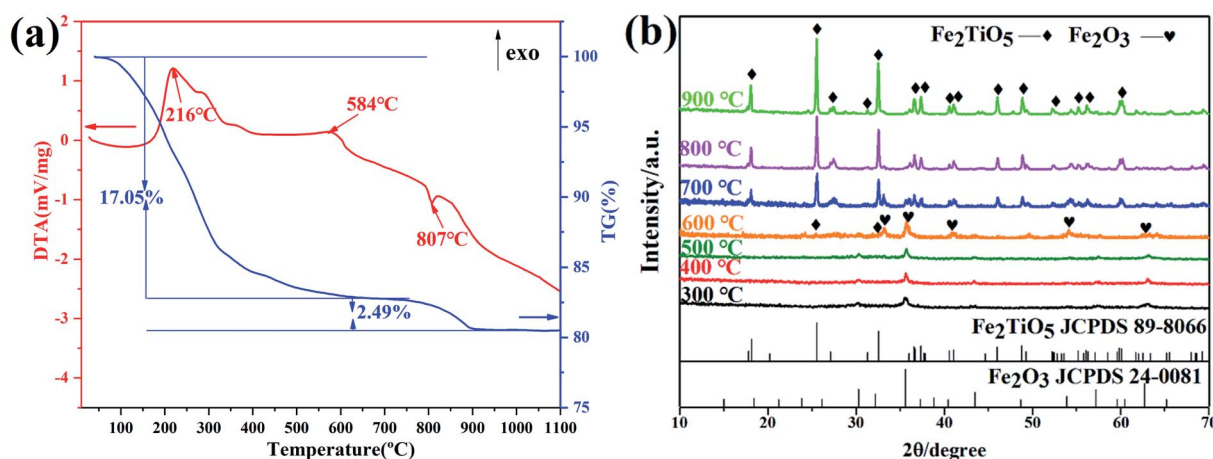 (a)
exo
216℃
584℃
17.05%
807℃
2.49%
2
1
0
-1
-2
-3
-4
DTA(mV/mg)
100
95
90
85
80
75
TG(%)
100 200 300 400 500 600 700 800 900 1000 1100
Temperature(ºC)
(b)
Fe₂TiO₅ —♦ Fe₂O₃ —♥
900 ℃
800 ℃
700 ℃
600 ℃
500 ℃
400 ℃
300 ℃
Fe₂TiO₅ JCPDS 89-8066
Fe₂O₃ JCPDS 24-0081
Intensity/a.u.
10 20 30 40 50 60 70
2θ/degree